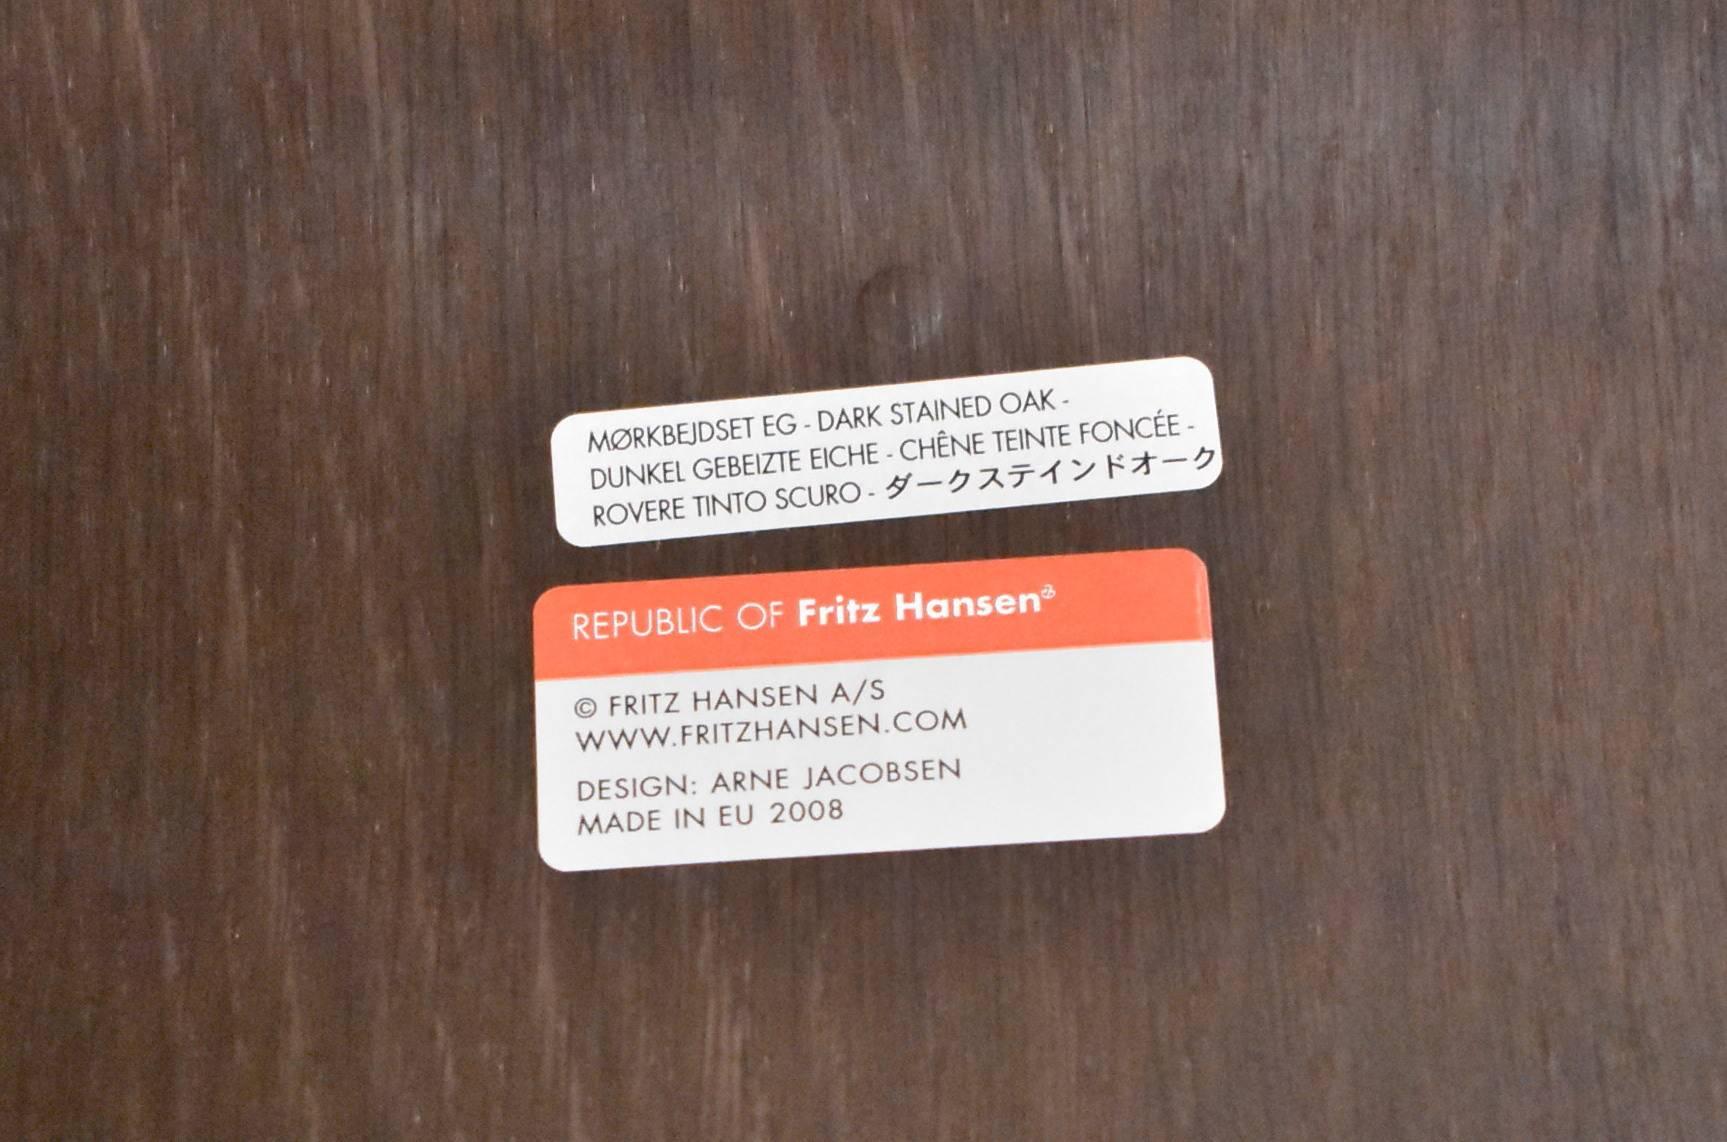 MØRKBEJDSET EG - DARK STAINED OAK -
DUNKEL GEBEIZTE EICHE - CHÊNE TEINTE FONCÉE -
ROVERE TINTO SCURO - ダークステインドオーク
REPUBLIC OF Fritz Hansen®
© FRITZ HANSEN A/S
WWW.FRITZHANSEN.COM
DESIGN: ARNE JACOBSEN
MADE IN EU 2008